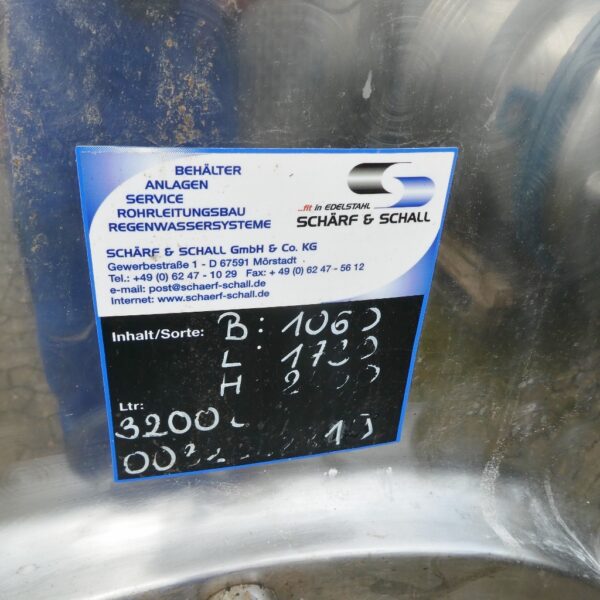 BEHÄLTER
ANLAGEN
SERVICE
ROHRLEITUNGSBAU
REGENWASSERSYSTEME
...fit in EDELSTAHL
SCHÄRF & SCHALL
SCHÄRF & SCHALL GmbH & Co. KG
Gewerbestraße 1 - D 67591 Mörstadt
Tel.: +49 (0) 62 47 - 10 29 Fax: + 49 (0) 62 47 - 56 12
e-mail: post@schaerf-schall.de
Internet: www.schaerf-schall.de
Inhalt/Sorte: B: 1060
L:
H
Ltr:
3200